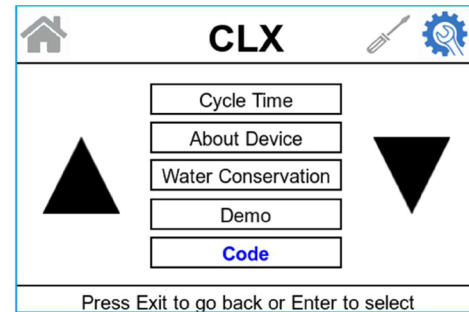 CLX
Cycle Time
About Device
Water Conservation
Demo
Code
Press Exit to go back or Enter to select